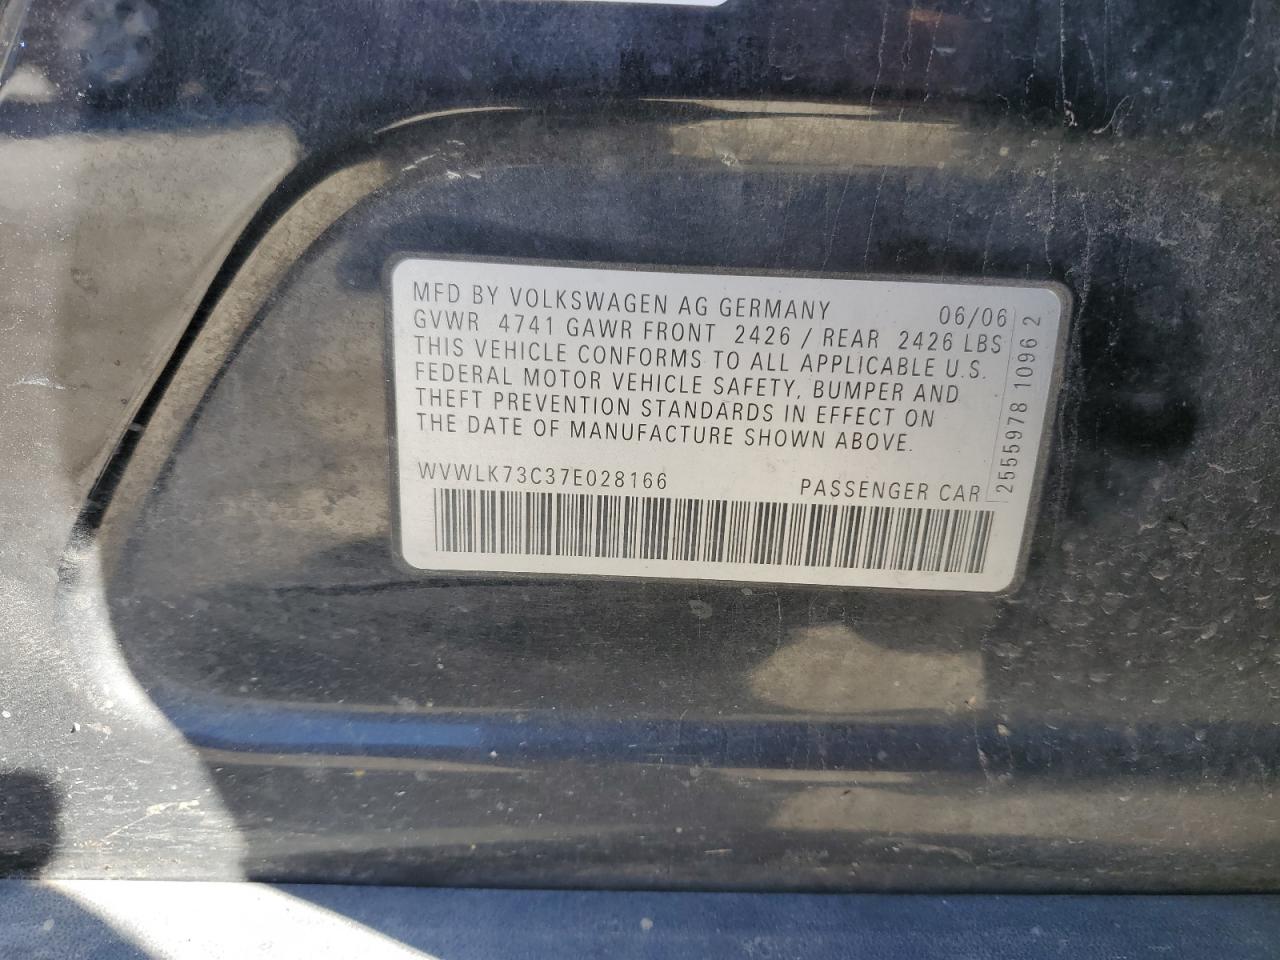 MFD BY VOLKSWAGEN AG GERMANY 06/06
GVWR 4741 GAWR FRONT 2426 / REAR 2426 LBS
THIS VEHICLE CONFORMS TO ALL APPLICABLE U.S.
FEDERAL MOTOR VEHICLE SAFETY, BUMPER AND
THEFT PREVENTION STANDARDS IN EFFECT ON
THE DATE OF MANUFACTURE SHOWN ABOVE.
WVWLK73C37E028166 PASSENGER CAR
2555978 1096 2